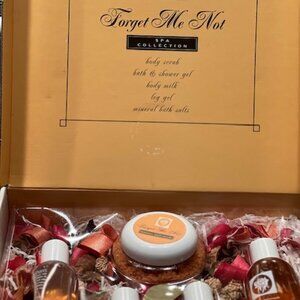 Forget Me Not
SPA
COLLECTION
body scrub
bath & shower gel
body milk
leg gel
mineral bath salts